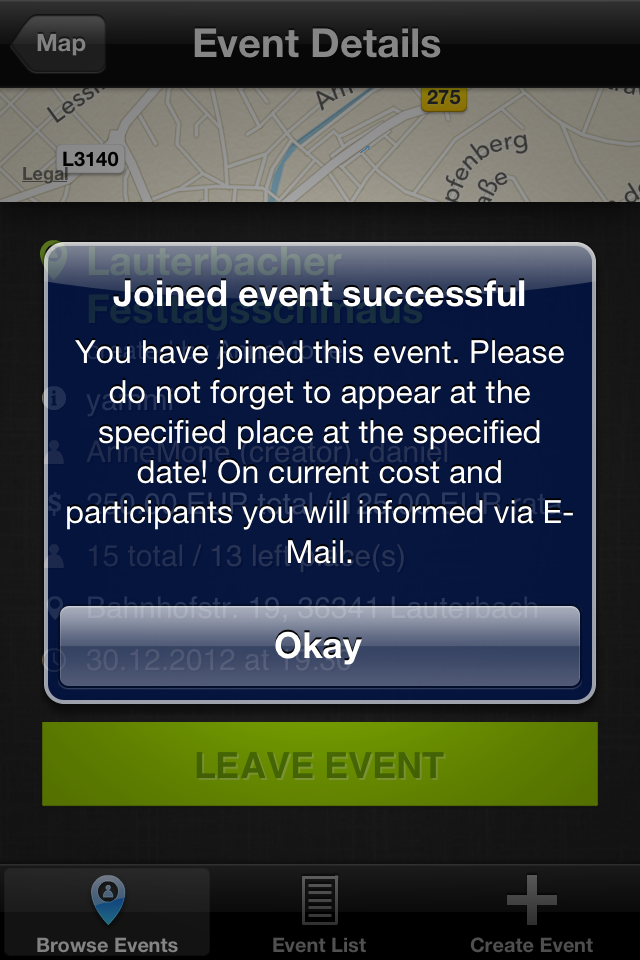 Map
Event Details
Lessi
Am
275
L3140
Legal
pfenberg
aße
Lauterbacher
Festtagsschmaus
Joined event successful
You have joined this event. Please
do not forget to appear at the
specified place at the specified
date! On current cost and
participants you will informed via E-
Mail.
yammi
AnneMone (creator), daniel
250.00 EUR total / 125.00 EUR rat
15 total / 13 left place(s)
Bahnhofstr. 19, 36341 Lauterbach
30.12.2012 at 19:30
Okay
LEAVE EVENT
Browse Events
Event List
Create Event